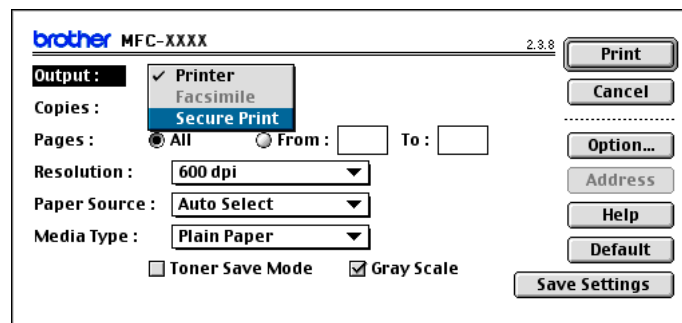 brother MFC-XXXX
2.3.8
Print
Output : ✓ Printer
Facsimile
Secure Print
Cancel
Copies :
Pages : All From : To :
Option...
Resolution : 600 dpi
Address
Paper Source : Auto Select
Help
Media Type : Plain Paper
Default
Toner Save Mode Gray Scale
Save Settings